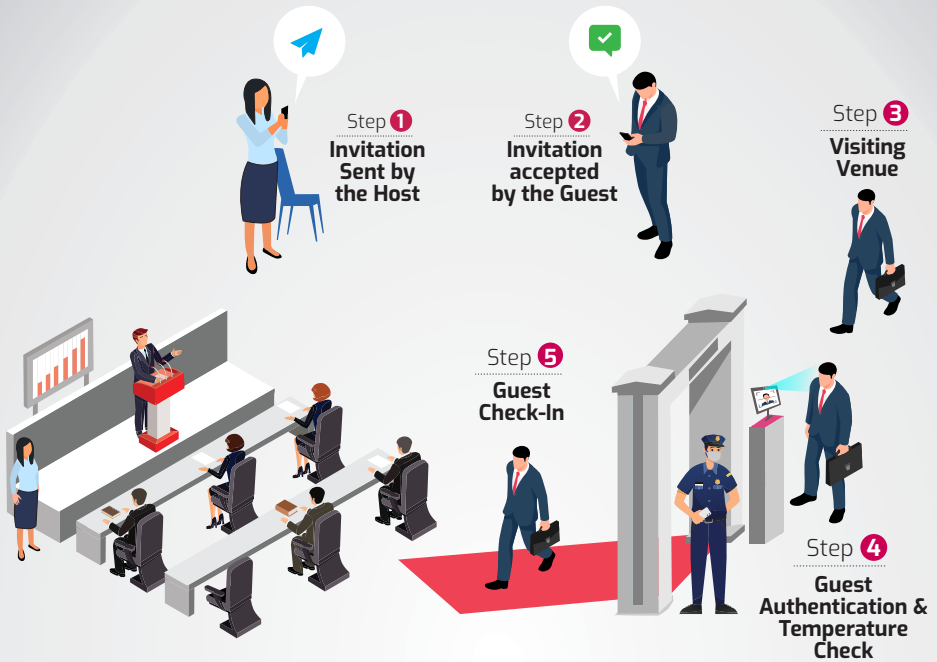 Step 1
Invitation
Sent by
the Host
Step 2
Invitation
accepted
by the Guest
Step 3
Visiting
Venue
Step 4
Guest
Authentication &
Temperature
Check
Step 5
Guest
Check-In